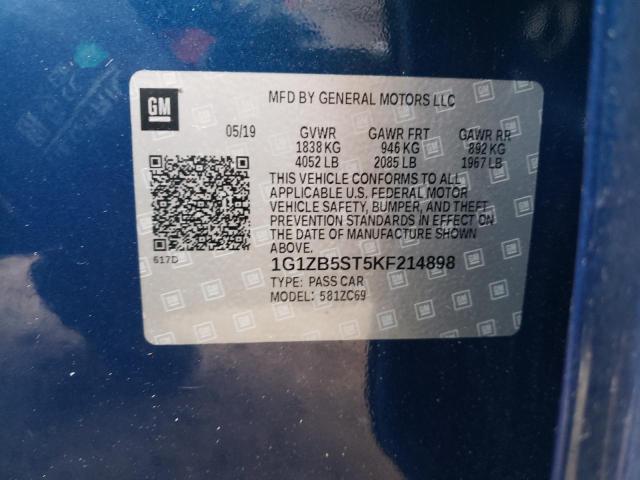 GM
MFD BY GENERAL MOTORS LLC
05/19 GVWR GAWR FRT GAWR RR
1838 KG 946 KG 892 KG
4052 LB 2085 LB 1967 LB
THIS VEHICLE CONFORMS TO ALL
APPLICABLE U.S. FEDERAL MOTOR
VEHICLE SAFETY, BUMPER, AND THEFT
PREVENTION STANDARDS IN EFFECT ON
THE DATE OF MANUFACTURE SHOWN
ABOVE.
617D
1G1ZB5ST5KF214898
TYPE: PASS CAR
MODEL: 581ZC69